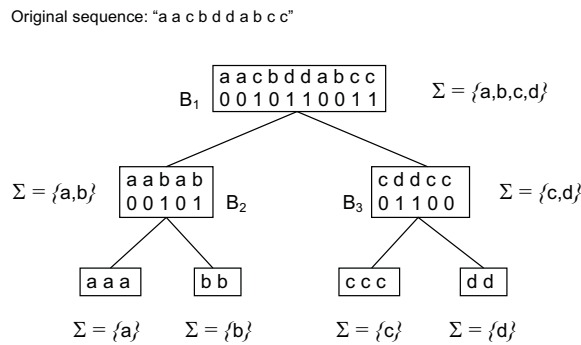 Original sequence: “a a c b d d a b c c”
a a c b d d a b c c
B1 0 0 1 0 1 1 0 0 1 1
Σ = {a,b,c,d}
Σ = {a,b}
a a b a b
0 0 1 0 1 B2
c d d c c
B3 0 1 1 0 0
Σ = {c,d}
a a a b b c c c d d
Σ = {a} Σ = {b} Σ = {c} Σ = {d}